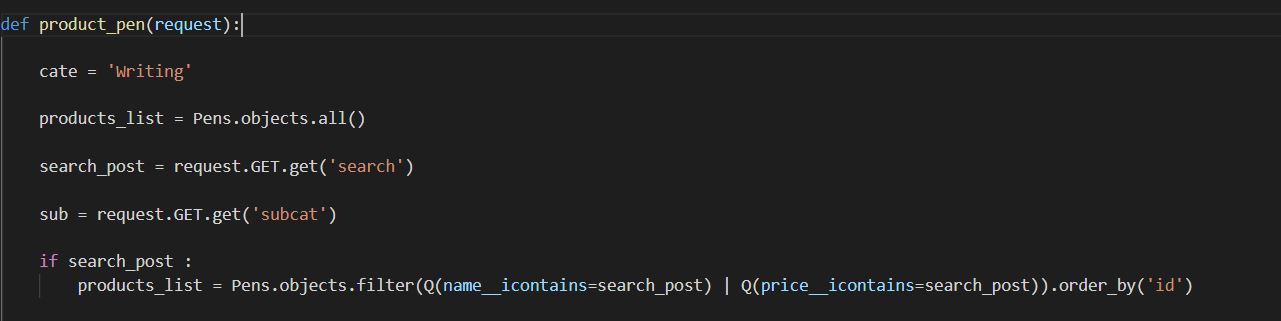 def product_pen(request):
cate = 'Writing'
products_list = Pens.objects.all()
search_post = request.GET.get('search')
sub = request.GET.get('subcat')
if search_post :
products_list = Pens.objects.filter(Q(name__icontains=search_post) | Q(price__icontains=search_post)).order_by('id')